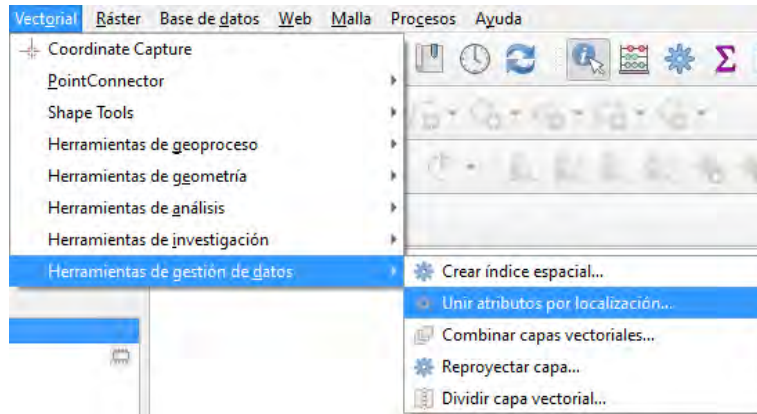 Vectorial Ráster Base de datos Web Malla Procesos Ayuda
Coordinate Capture
PointConnector
Shape Tools
Herramientas de geoproceso
Herramientas de geometría
Herramientas de análisis
Herramientas de investigación
Herramientas de gestión de datos
Crear índice espacial...
Unir atributos por localización...
Combinar capas vectoriales...
Reproyectar capa...
Dividir capa vectorial...